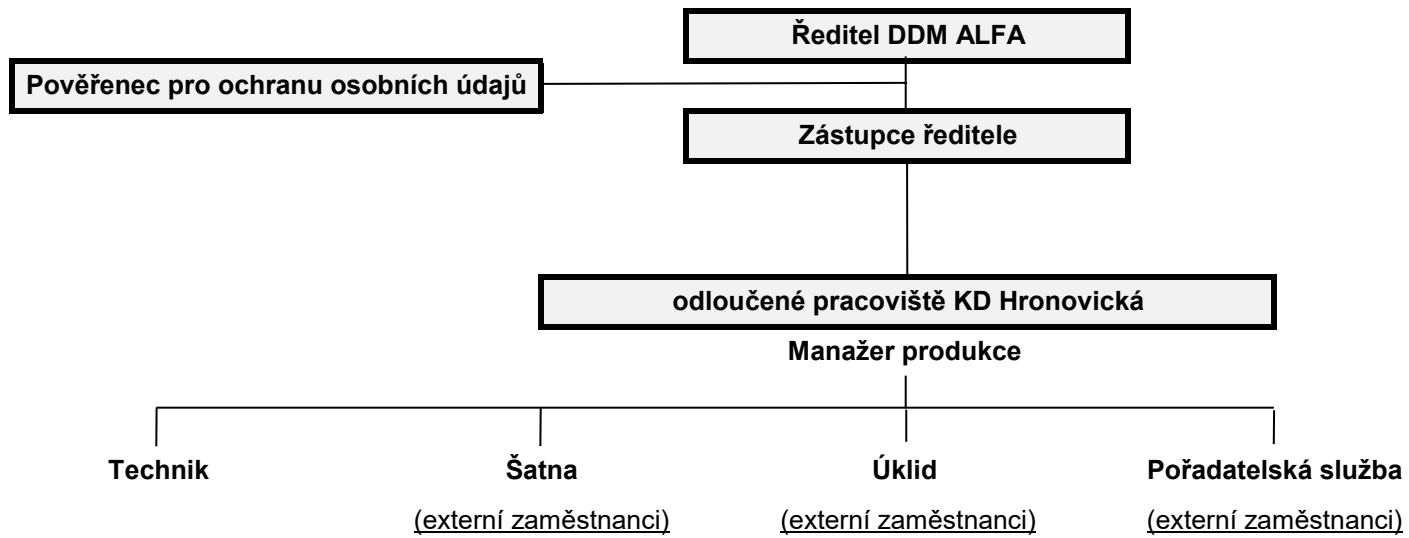 Ředitel DDM ALFA
Pověřenec pro ochranu osobních údajů
Zástupce ředitele
odloučené pracoviště KD Hronovická
Manažer produkce
Technik
Šatna
Úklid
Pořadatelská služba
(externí zaměstnanci)
(externí zaměstnanci)
(externí zaměstnanci)